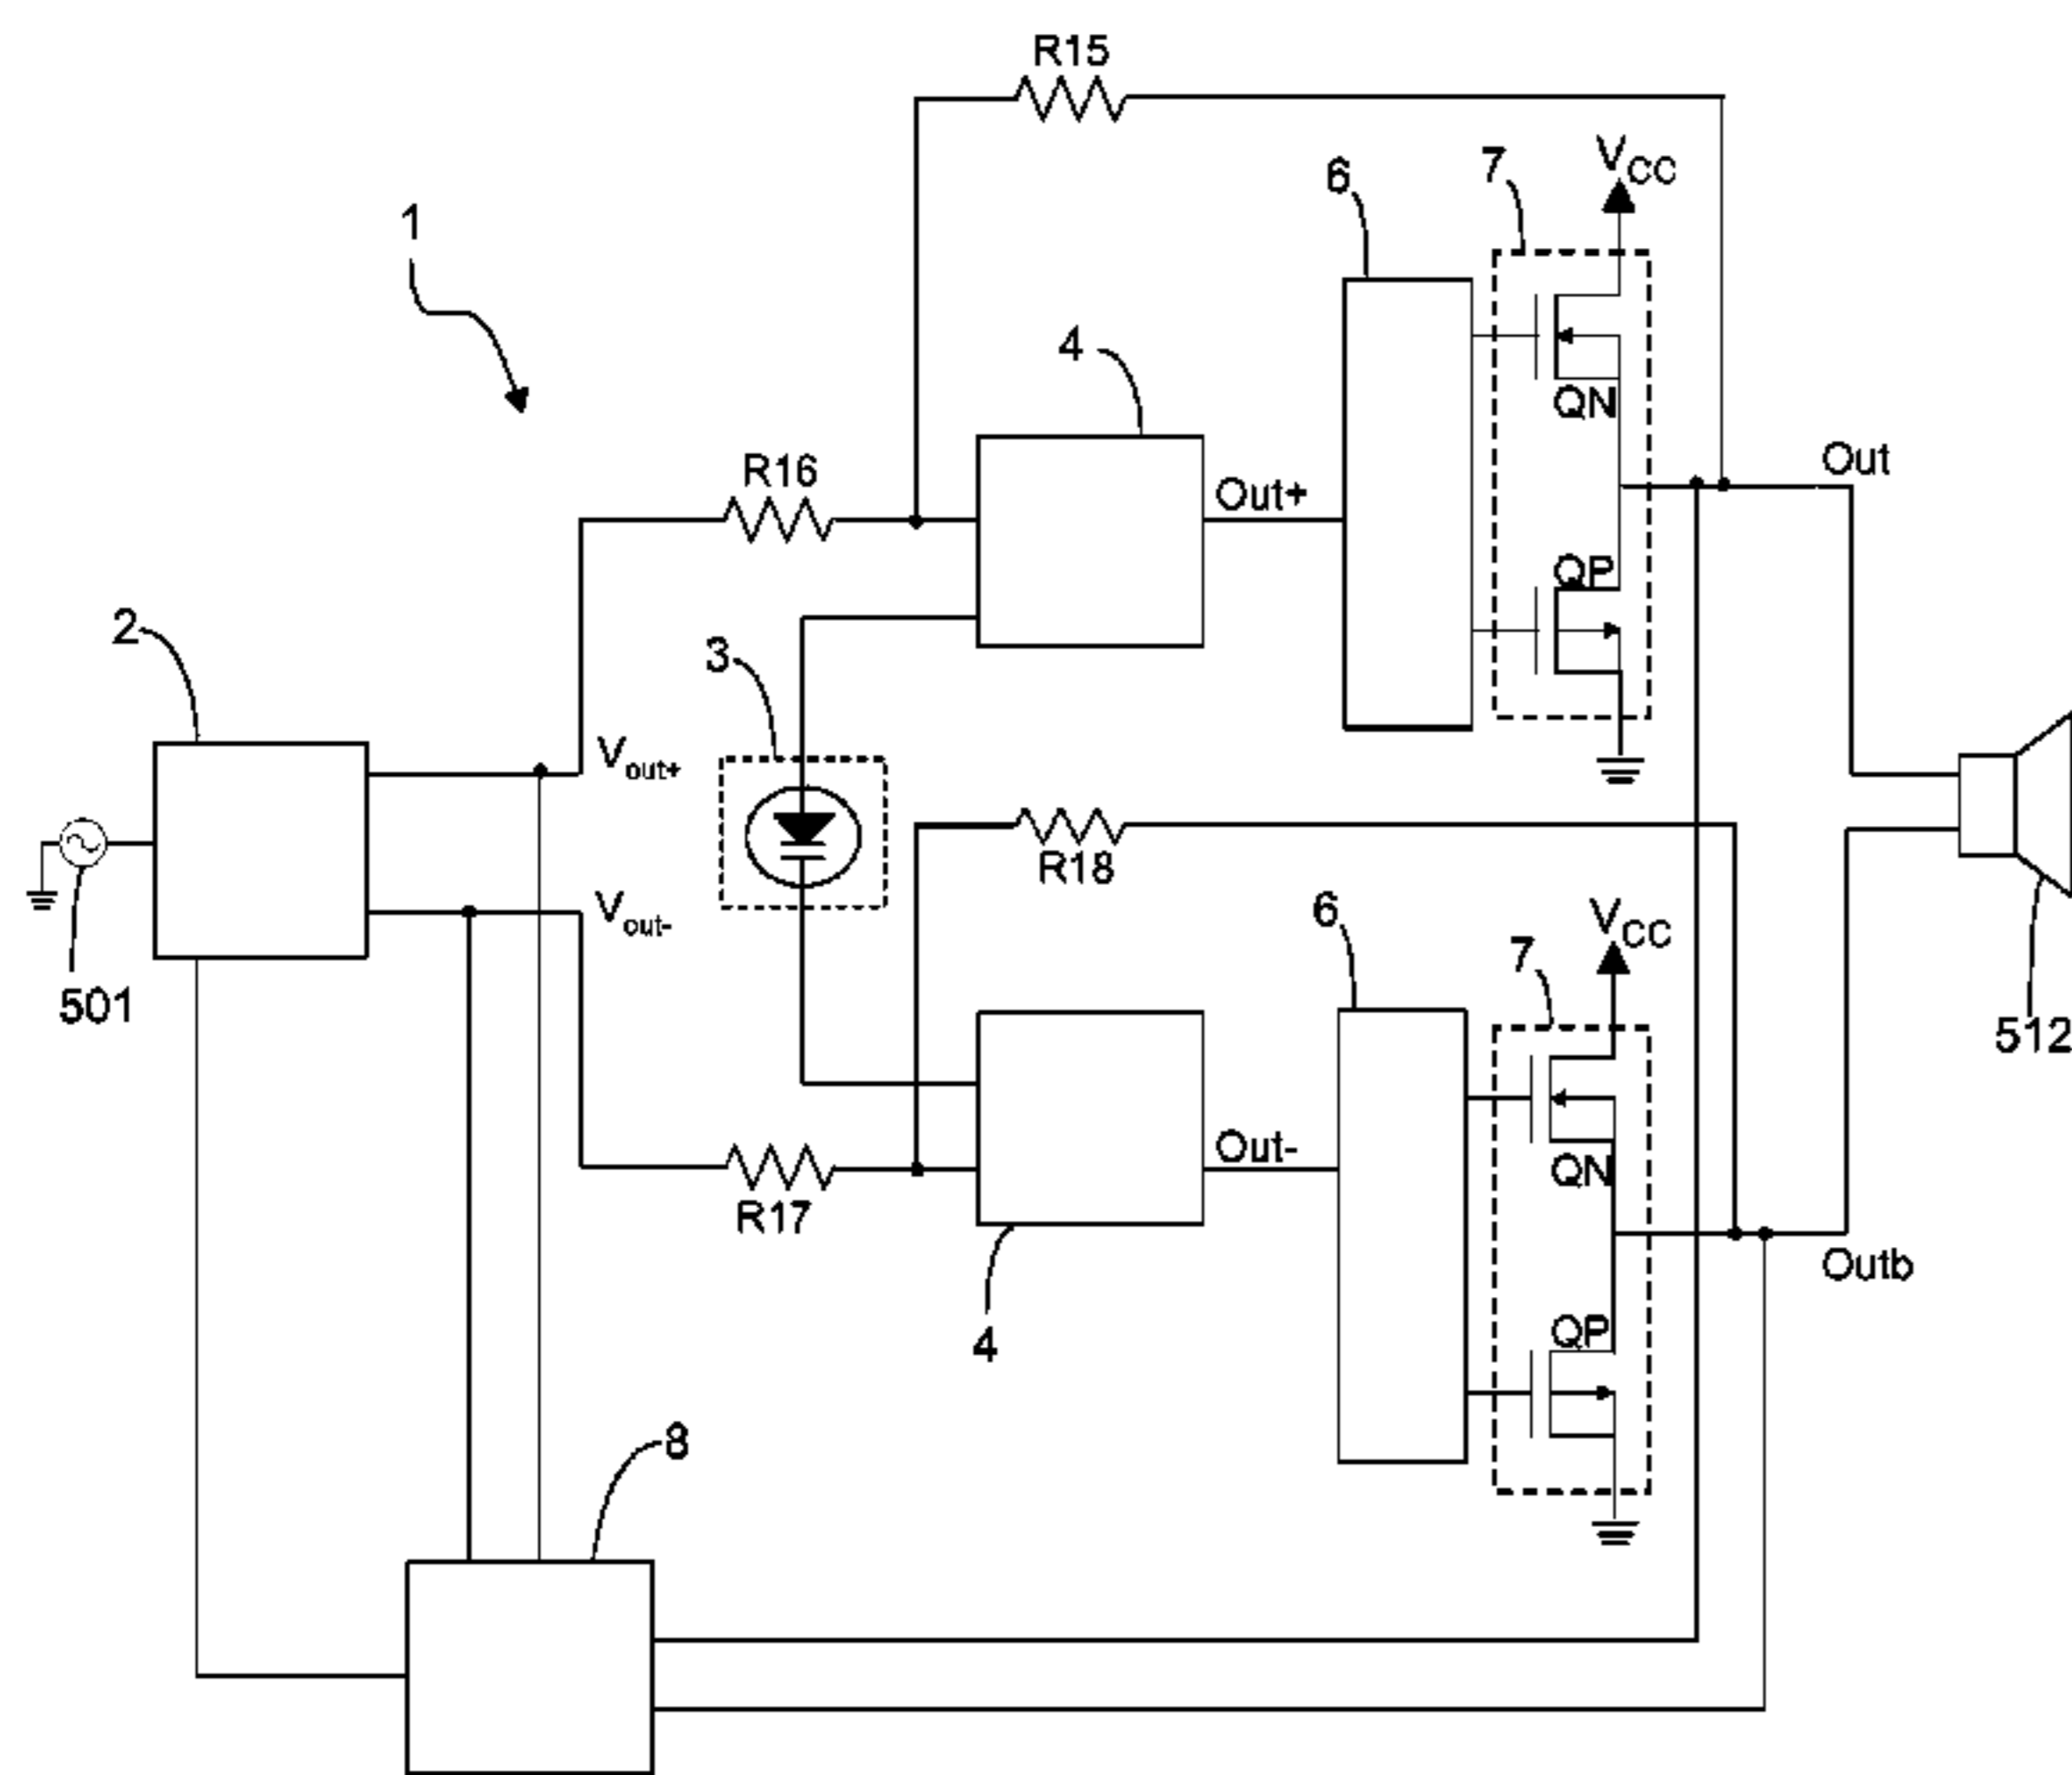 R15
VCC
7
6
1
4
QN
Out
R16
Out+
QP
2
3
Vout+
R18
6
VCC
Vout-
7
501
512
Out-
QN
R17
Outb
4
QP
8